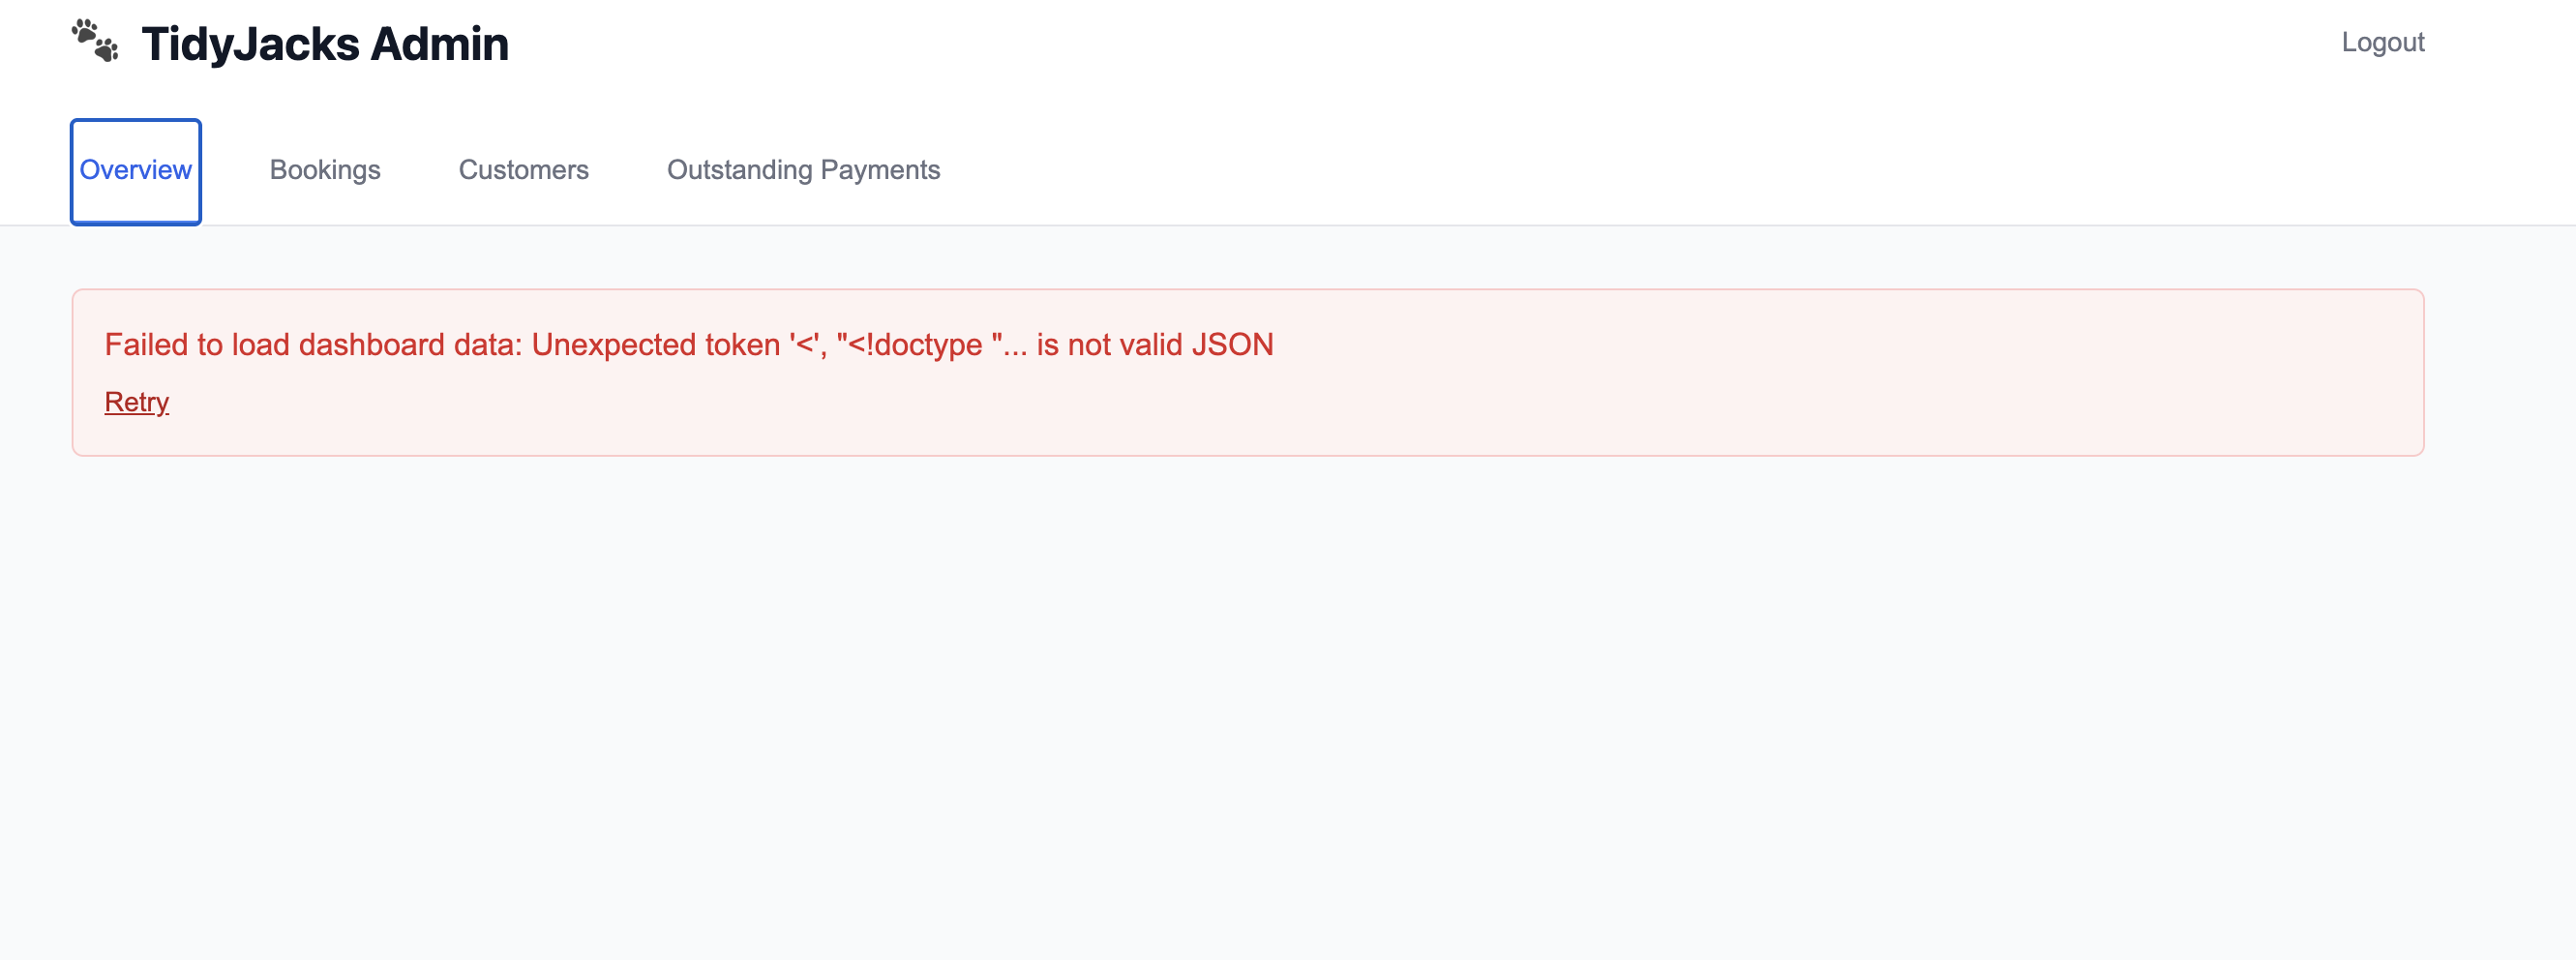 TidyJacks Admin
Logout
Overview
Bookings
Customers
Outstanding Payments
Failed to load dashboard data: Unexpected token '<', "<!doctype "... is not valid JSON
Retry